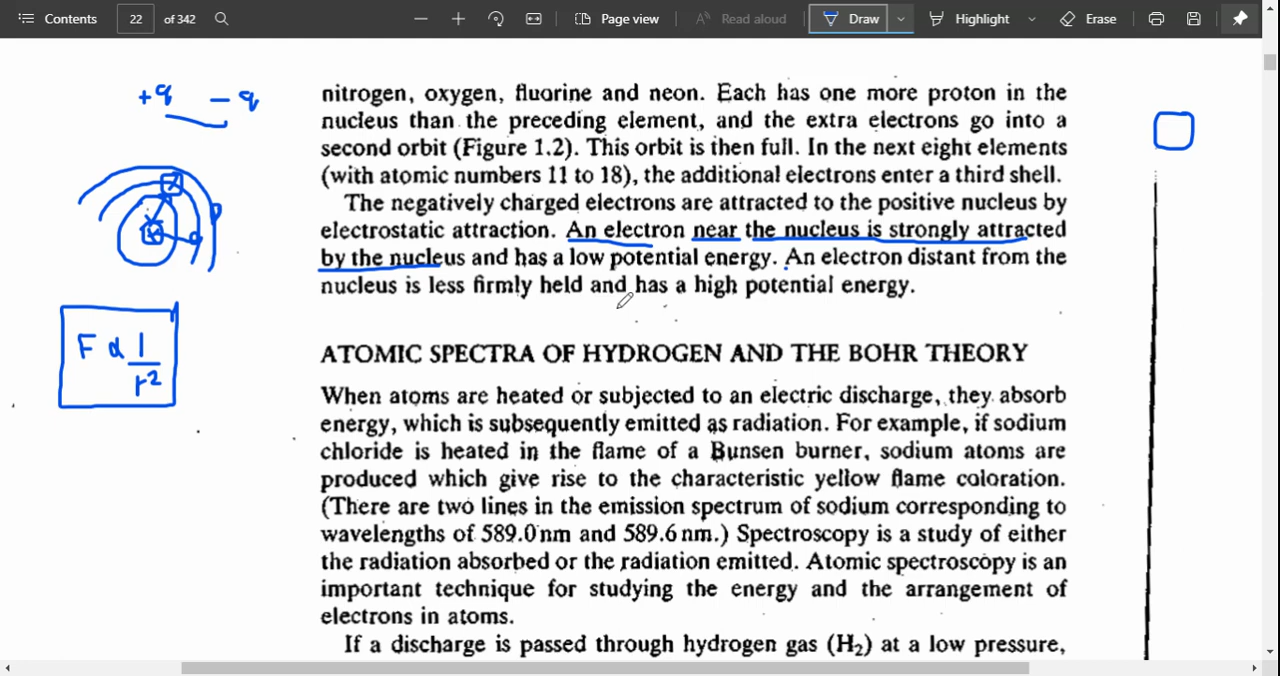 Contents 22 of 342 Page view Read aloud Draw Highlight Erase
+q -q
F ∝ 1/r²
nitrogen, oxygen, fluorine and neon. Each has one more proton in the
nucleus than the preceding element, and the extra electrons go into a
second orbit (Figure 1.2). This orbit is then full. In the next eight elements
(with atomic numbers 11 to 18), the additional electrons enter a third shell.
The negatively charged electrons are attracted to the positive nucleus by
electrostatic attraction. An electron near the nucleus is strongly attracted
by the nucleus and has a low potential energy. An electron distant from the
nucleus is less firmly held and has a high potential energy.
ATOMIC SPECTRA OF HYDROGEN AND THE BOHR THEORY
When atoms are heated or subjected to an electric discharge, they absorb
energy, which is subsequently emitted as radiation. For example, if sodium
chloride is heated in the flame of a Bunsen burner, sodium atoms are
produced which give rise to the characteristic yellow flame coloration.
(There are two lines in the emission spectrum of sodium corresponding to
wavelengths of 589.0 nm and 589.6 nm.) Spectroscopy is a study of either
the radiation absorbed or the radiation emitted. Atomic spectroscopy is an
important technique for studying the energy and the arrangement of
electrons in atoms.
If a discharge is passed through hydrogen gas (H₂) at a low pressure,